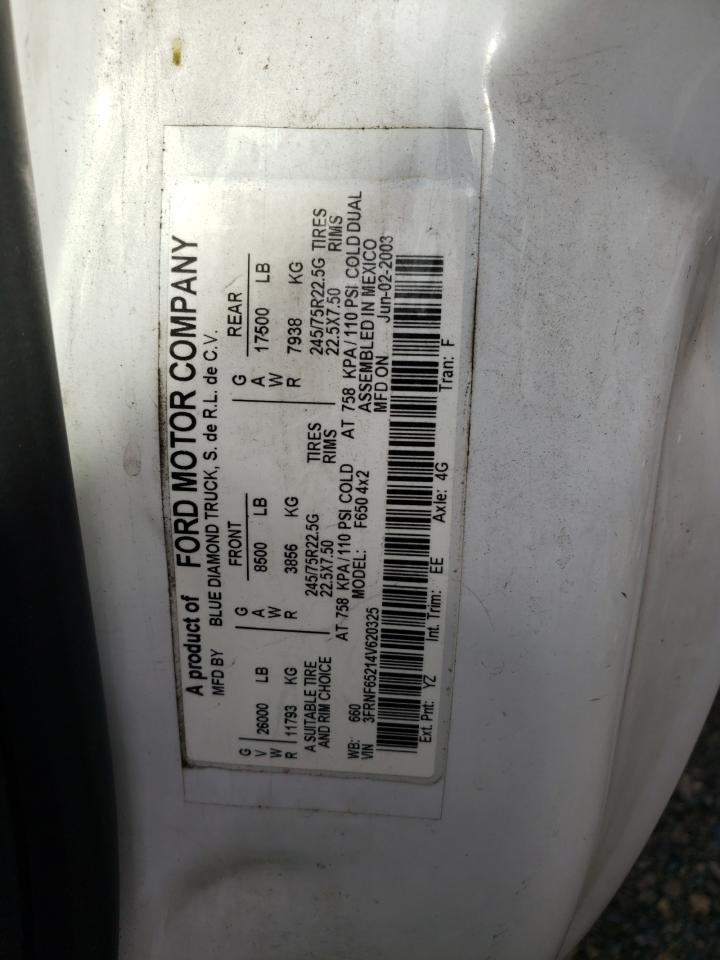 A product of FORD MOTOR COMPANY
MFD BY BLUE DIAMOND TRUCK, S. de R.L. de C.V.
FRONT REAR
G 26000 LB G 8500 LB G 17500 LB
V A A
W W W
R 11793 KG R 3856 KG R 7938 KG
A SUITABLE TIRE 245/75R22.5G TIRES 245/75R22.5G TIRES
AND RIM CHOICE 22.5X7.50 RIMS 22.5X7.50 RIMS
AT 758 KPA/110 PSI COLD AT 758 KPA/110 PSI COLD DUAL
WB: 660 MODEL: F650 4x2 ASSEMBLED IN MEXICO
VIN 3FRNF65214V620325 MFD ON Jun-02-2003
Ext. Pnt: YZ Int. Trim: EE Axle: 4G Tran: F